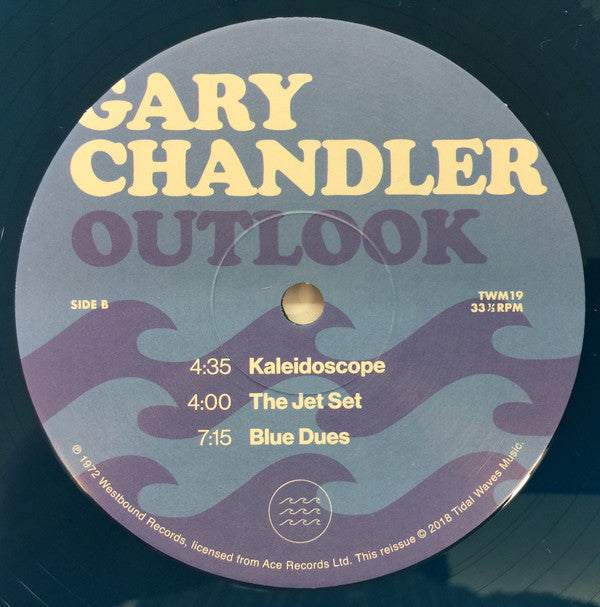 GARY
CHANDLER
OUTLOOK
SIDE B
TWM19
33 ⅓ RPM
4:35 Kaleidoscope
4:00 The Jet Set
7:15 Blue Dues
℗ 1972 Westbound Records, licensed from Ace Records Ltd. This reissue © 2018 Tidal Waves Music.